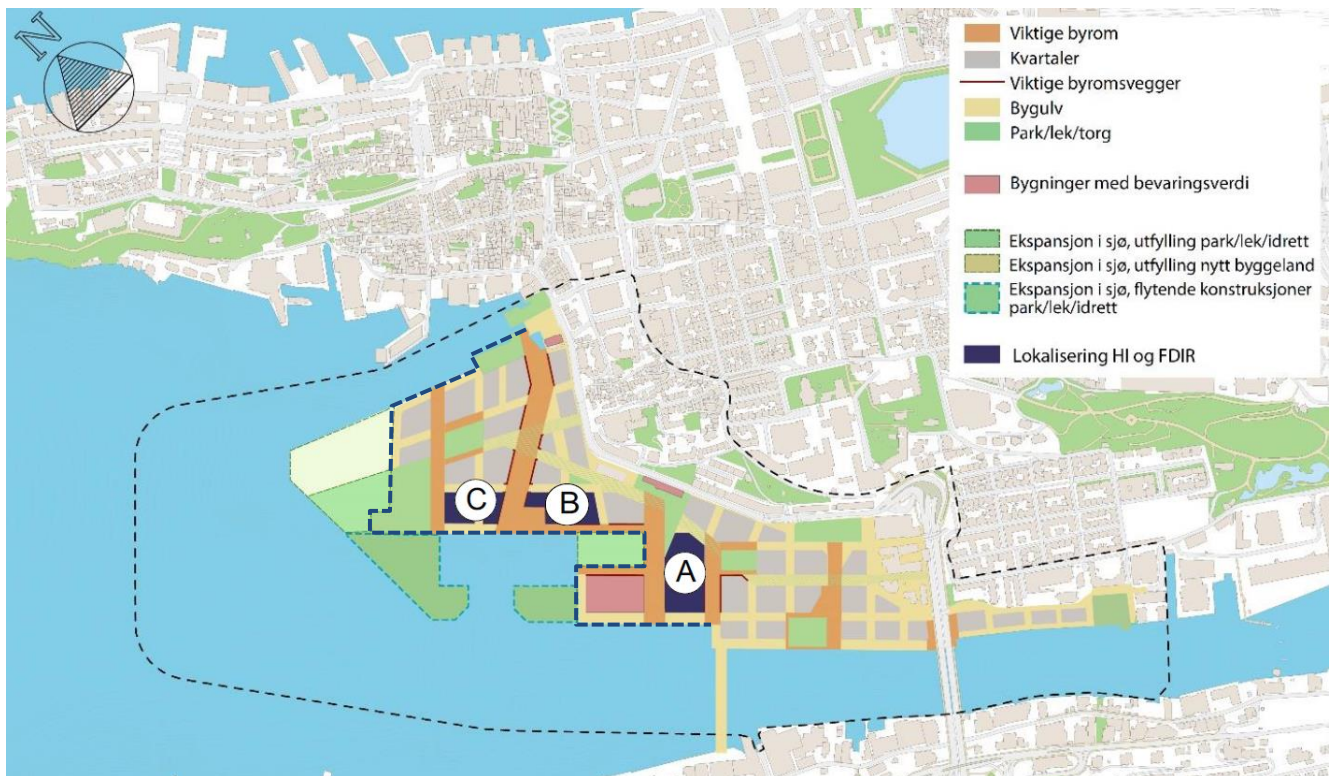 N
Viktige byrom
Kvartaler
Viktige byromsvegger
Bygulv
Park/lek/torg
Bygninger med bevaringsverdi
Ekspansjon i sjø, utfylling park/lek/idrett
Ekspansjon i sjø, utfylling nytt byggeland
Ekspansjon i sjø, flytende konstruksjoner
park/lek/idrett
Lokalisering HI og FDIR
C
B
A